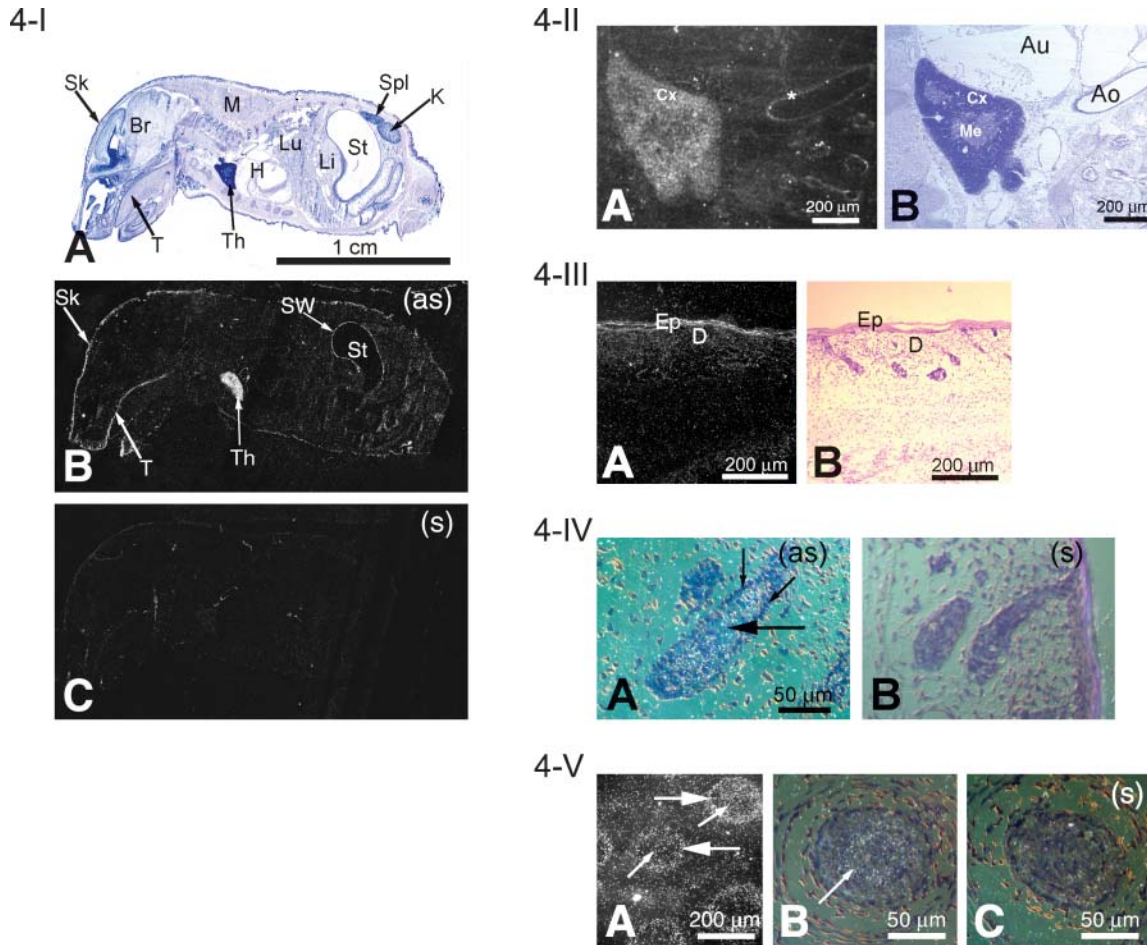 4-I
Sk
Br
M
Spl
K
Lu
Li
St
H
A
T
Th
1 cm
Sk
SW
(as)
St
B
T
Th
(s)
C
4-II
Cx
*
A
200 µm
Au
Cx
Ao
Me
B
200 µm
4-III
Ep
D
A
200 µm
Ep
D
B
200 µm
4-IV
(as)
A
50 µm
(s)
B
4-V
A
200 µm
B
50 µm
(s)
C
50 µm